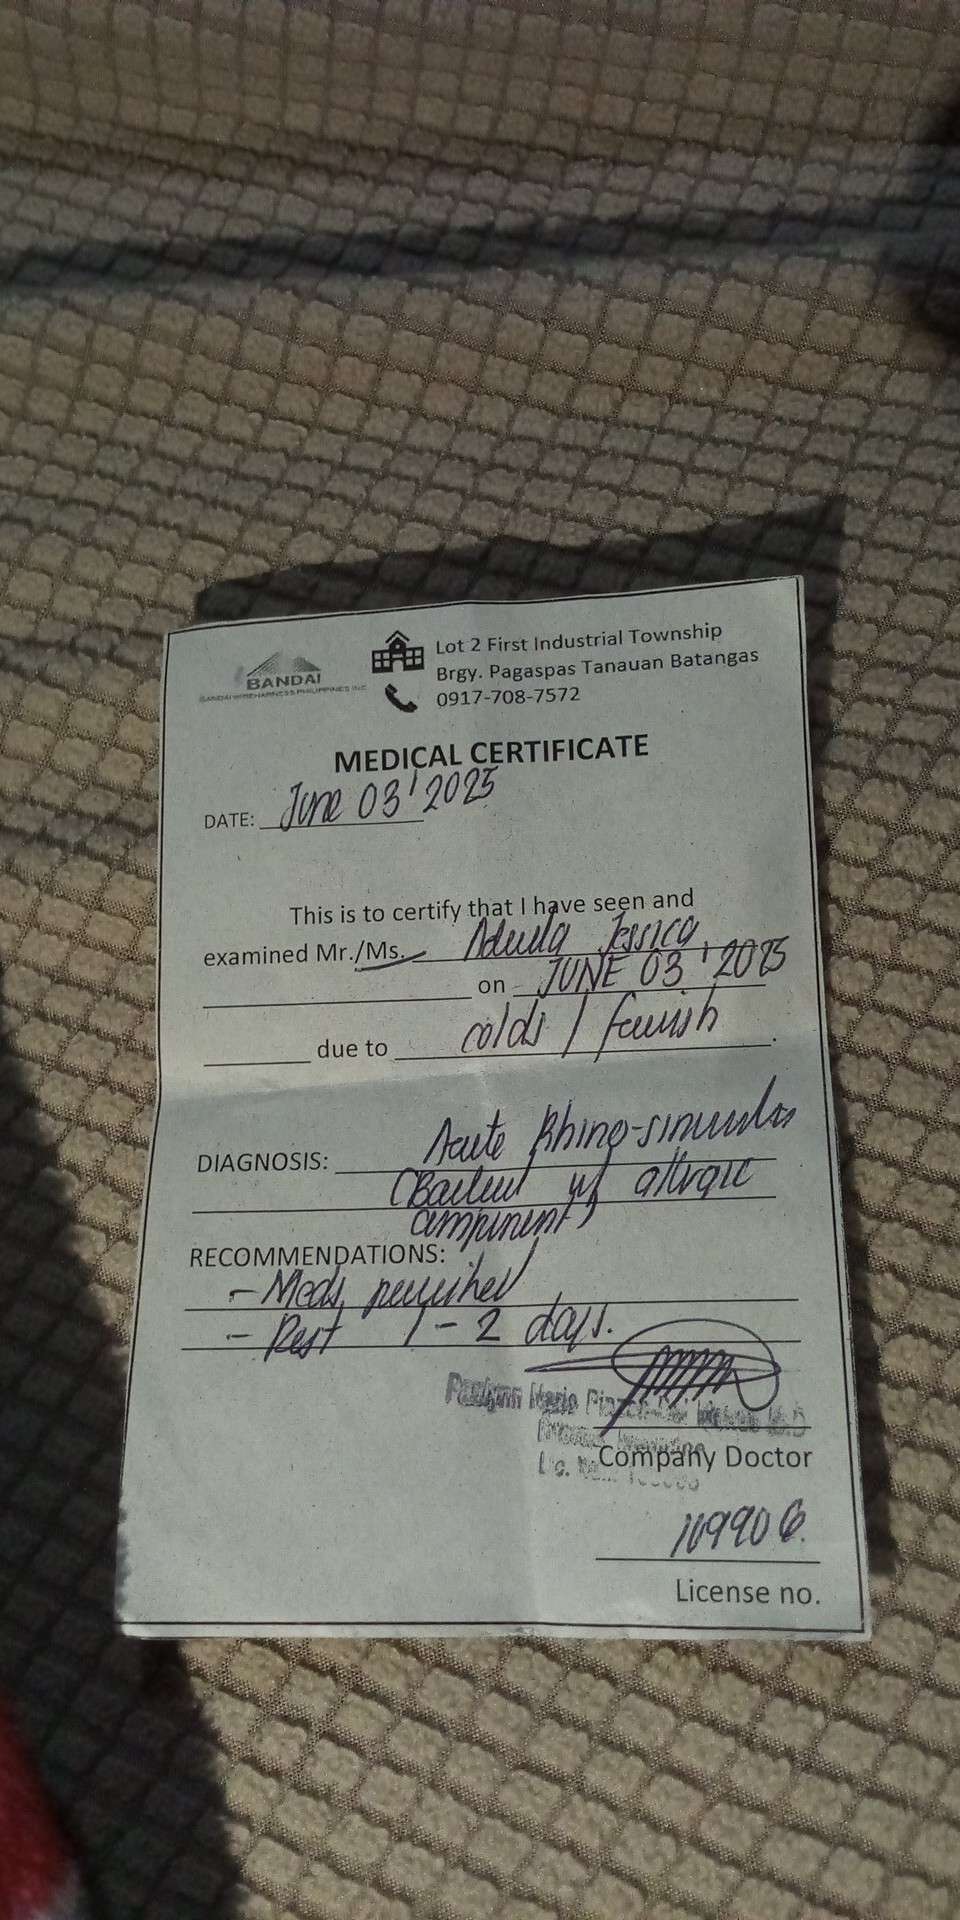 BANDAI
BANDAI WIREHARNESS PHILIPPINES INC
Lot 2 First Industrial Township
Brgy. Pagaspas Tanauan Batangas
0917-708-7572
MEDICAL CERTIFICATE
DATE: June 03 ' 2025
This is to certify that I have seen and
examined Mr./Ms. Jessica
on JUNE 03 ' 2025
due to colds / feverish
DIAGNOSIS: Acute Rhino-sinusitis
(Bacterial w/ allergic
component)
RECOMMENDATIONS:
- Meds prescribed
- Rest 1-2 days.
Marie
Company Doctor
License no.